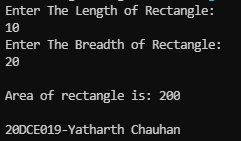 Enter The Length of Rectangle:
10
Enter The Breadth of Rectangle:
20
Area of rectangle is: 200
20DCE019-Yatharth Chauhan